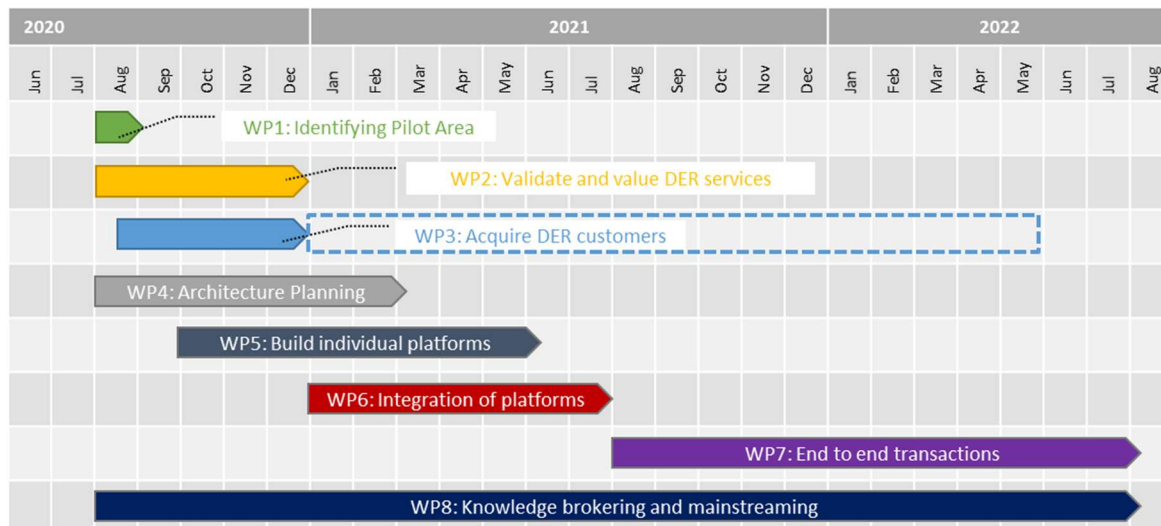 2020 2021 2022
Jun Jul Aug Sep Oct Nov Dec Jan Feb Mar Apr May Jun Jul Aug Sep Oct Nov Dec Jan Feb Mar Apr May Jun Jul Aug
WP1: Identifying Pilot Area
WP2: Validate and value DER services
WP3: Acquire DER customers
WP4: Architecture Planning
WP5: Build individual platforms
WP6: Integration of platforms
WP7: End to end transactions
WP8: Knowledge brokering and mainstreaming